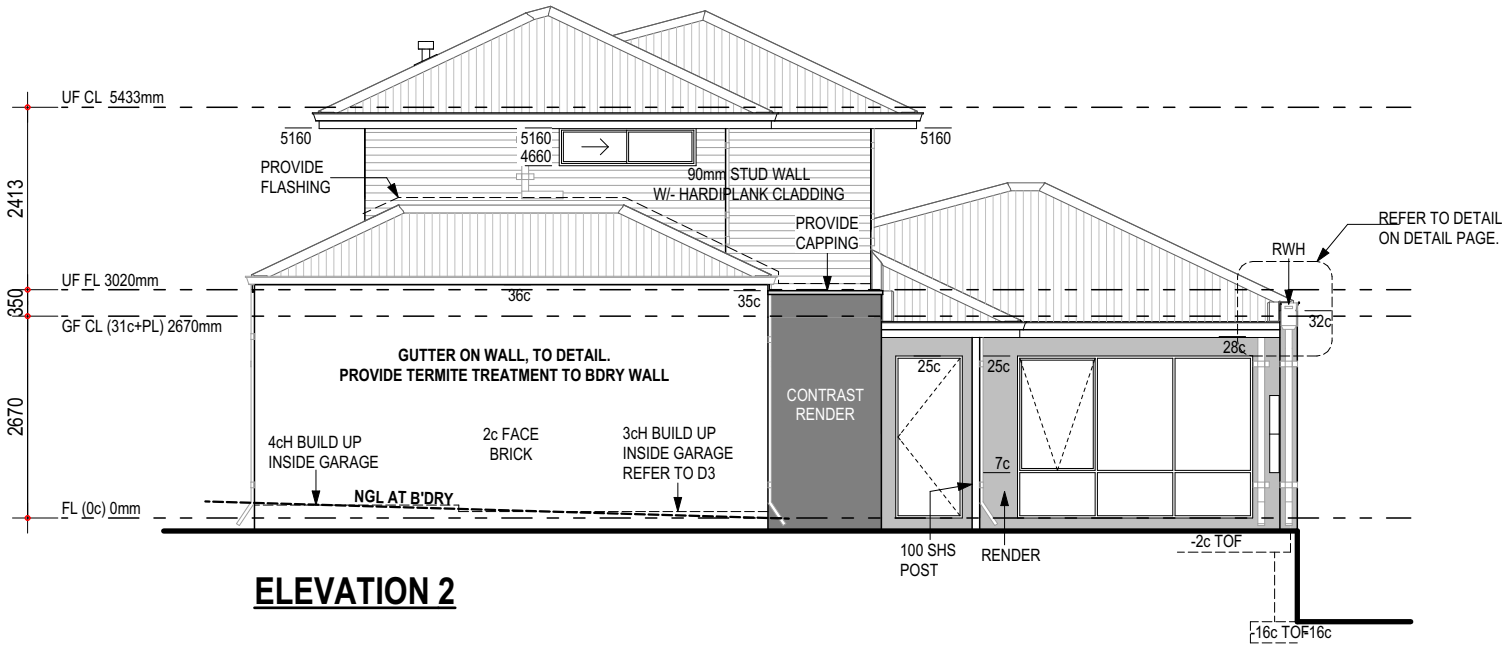 UF CL 5433mm
5160
5160
4660
5160
PROVIDE
FLASHING
90mm STUD WALL
W/- HARDIPLANK CLADDING
2413
PROVIDE
CAPPING
REFER TO DETAIL
ON DETAIL PAGE.
RWH
UF FL 3020mm
350
36c
35c
GF CL (31c+PL) 2670mm
32c
28c
GUTTER ON WALL, TO DETAIL.
PROVIDE TERMITE TREATMENT TO BDRY WALL
25c
25c
CONTRAST
RENDER
2670
4cH BUILD UP
INSIDE GARAGE
2c FACE
BRICK
3cH BUILD UP
INSIDE GARAGE
REFER TO D3
7c
NGL AT B'DRY
FL (0c) 0mm
100 SHS
POST
RENDER
-2c TOF
ELEVATION 2
-16c TOF
-16c